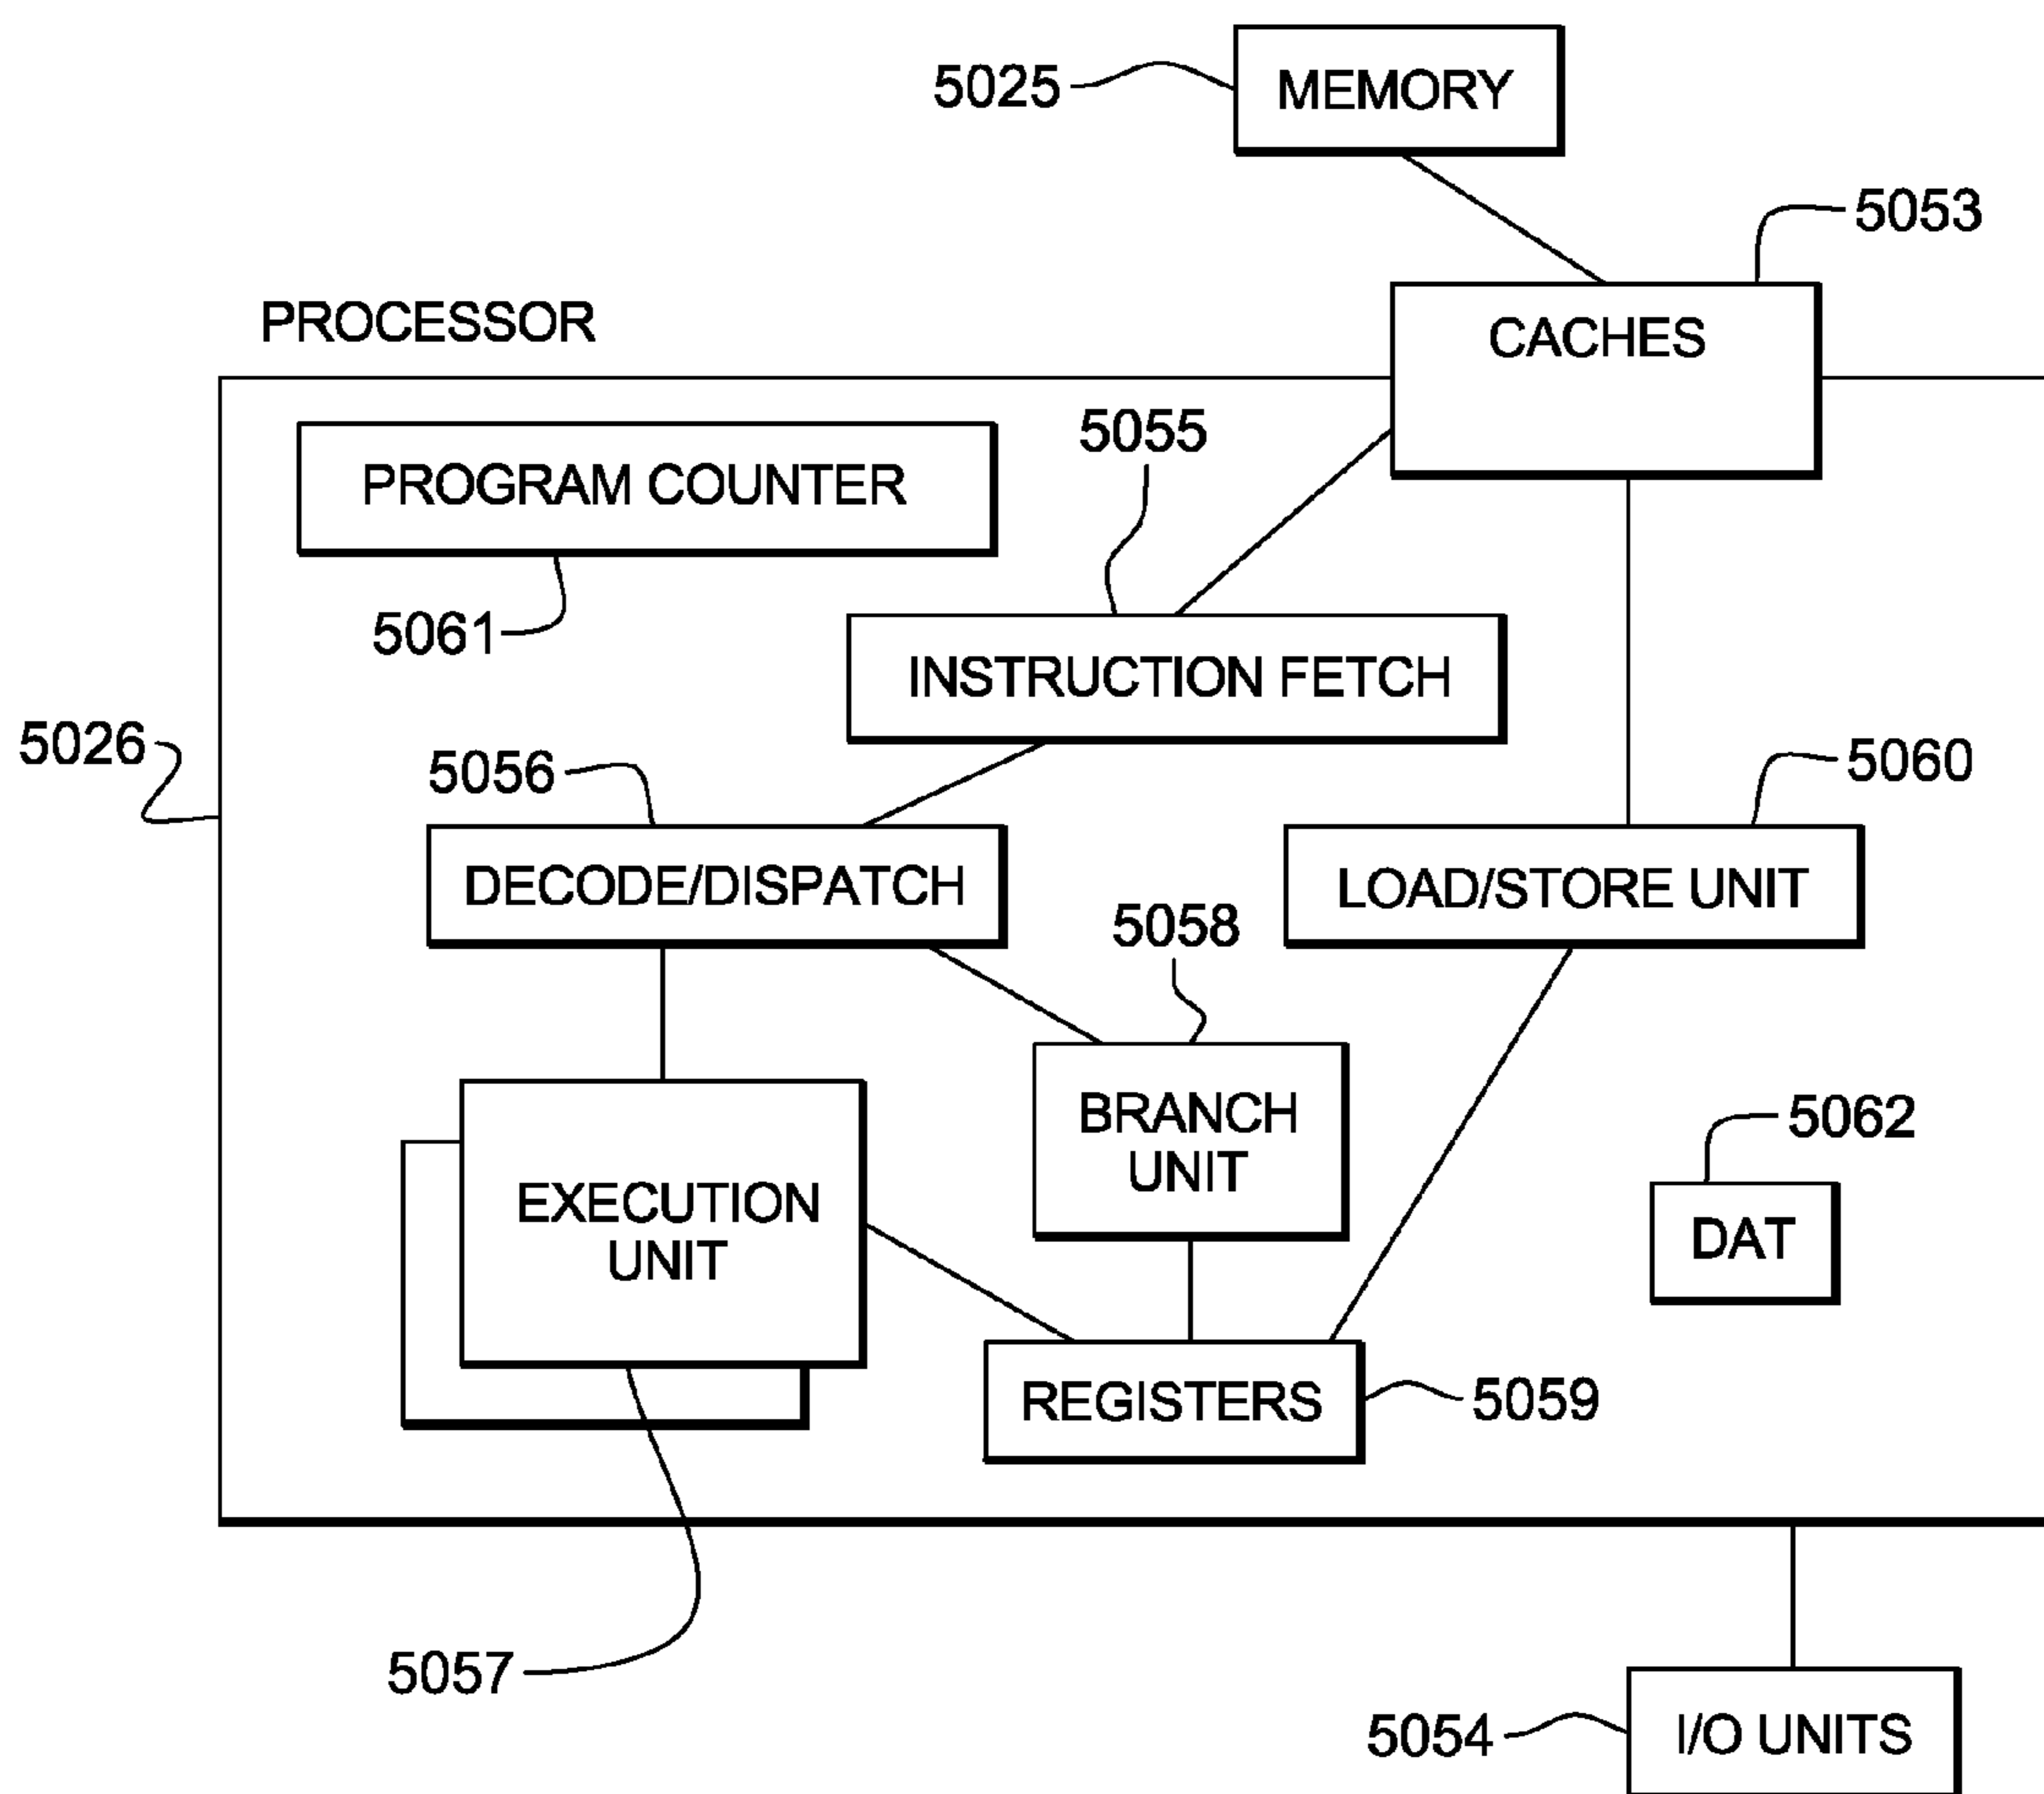 MEMORY
5025
5053
CACHES
PROCESSOR
PROGRAM COUNTER
5055
5061
INSTRUCTION FETCH
5026
5056
5060
DECODE/DISPATCH
LOAD/STORE UNIT
5058
BRANCH
UNIT
5062
EXECUTION
UNIT
DAT
REGISTERS
5059
5057
5054
I/O UNITS